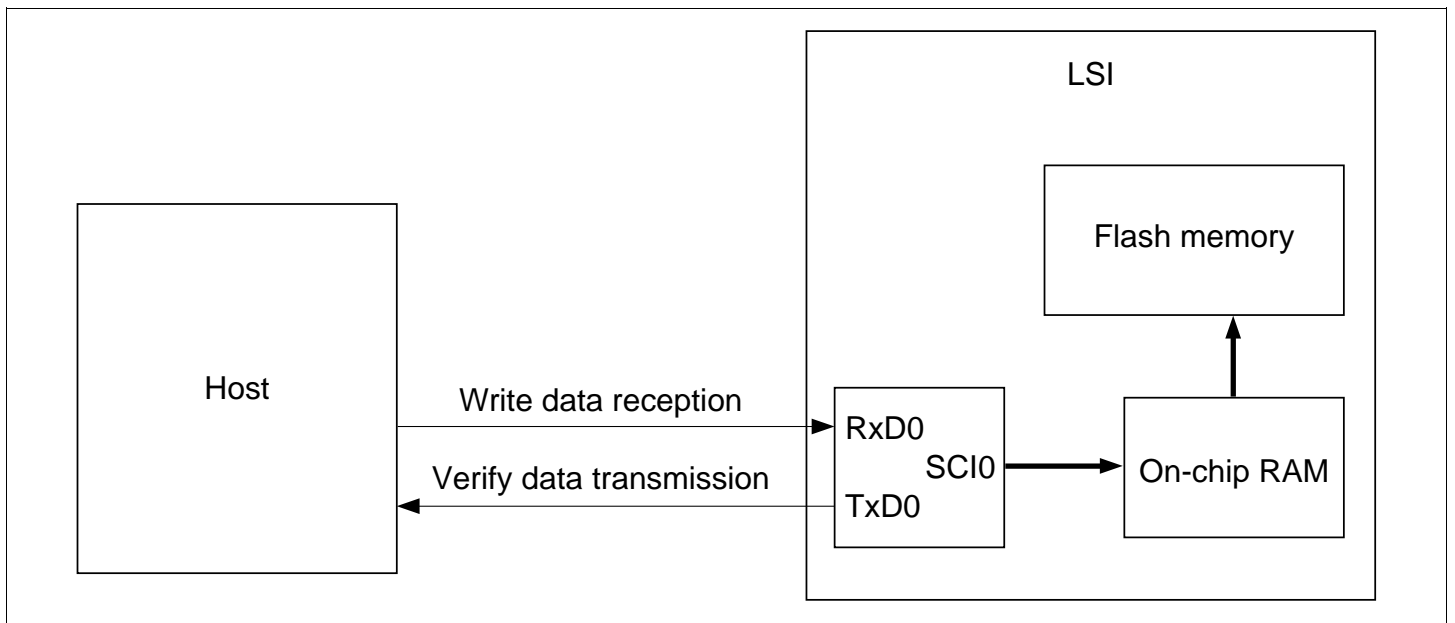 LSI
Flash memory
Host
Write data reception
RxD0
SCI0
On-chip RAM
Verify data transmission
TxD0